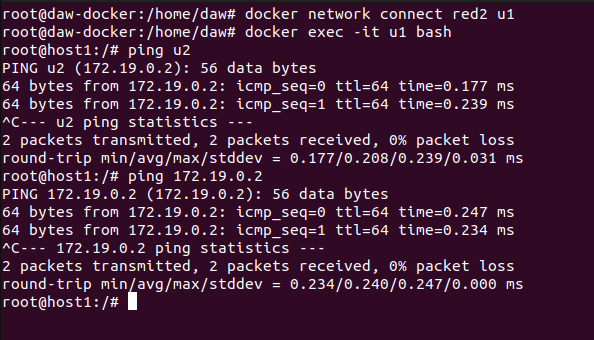 root@daw-docker:/home/daw# docker network connect red2 u1
root@daw-docker:/home/daw# docker exec -it u1 bash
root@host1:/# ping u2
PING u2 (172.19.0.2): 56 data bytes
64 bytes from 172.19.0.2: icmp_seq=0 ttl=64 time=0.177 ms
64 bytes from 172.19.0.2: icmp_seq=1 ttl=64 time=0.239 ms
^C--- u2 ping statistics ---
2 packets transmitted, 2 packets received, 0% packet loss
round-trip min/avg/max/stddev = 0.177/0.208/0.239/0.031 ms
root@host1:/# ping 172.19.0.2
PING 172.19.0.2 (172.19.0.2): 56 data bytes
64 bytes from 172.19.0.2: icmp_seq=0 ttl=64 time=0.247 ms
64 bytes from 172.19.0.2: icmp_seq=1 ttl=64 time=0.234 ms
^C--- 172.19.0.2 ping statistics ---
2 packets transmitted, 2 packets received, 0% packet loss
round-trip min/avg/max/stddev = 0.234/0.240/0.247/0.000 ms
root@host1:/#